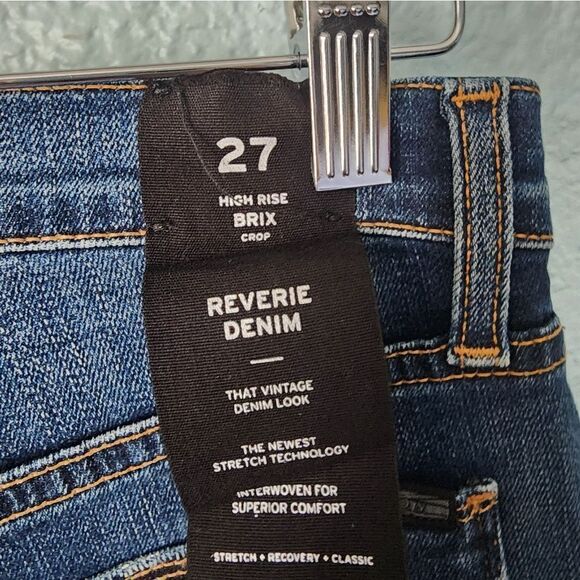 27
HIGH RISE
BRIX
CROP
REVERIE
DENIM
THAT VINTAGE
DENIM LOOK
THE NEWEST
STRETCH TECHNOLOGY
INTERWOVEN FOR
SUPERIOR COMFORT
STRETCH • RECOVERY • CLASSIC